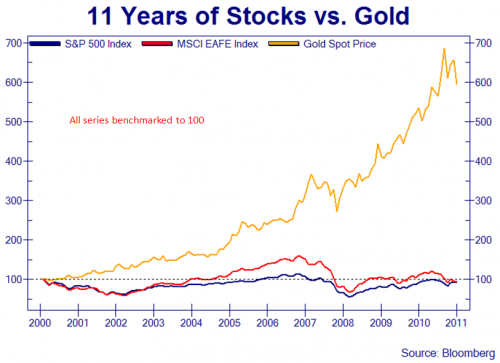 11 Years of Stocks vs. Gold
S&P 500 Index MSCI EAFE Index Gold Spot Price
All series benchmarked to 100
700 700
600 600
500 500
400 400
300 300
200 200
100 100
2000 2001 2002 2003 2004 2005 2006 2007 2008 2009 2010 2011
Source: Bloomberg